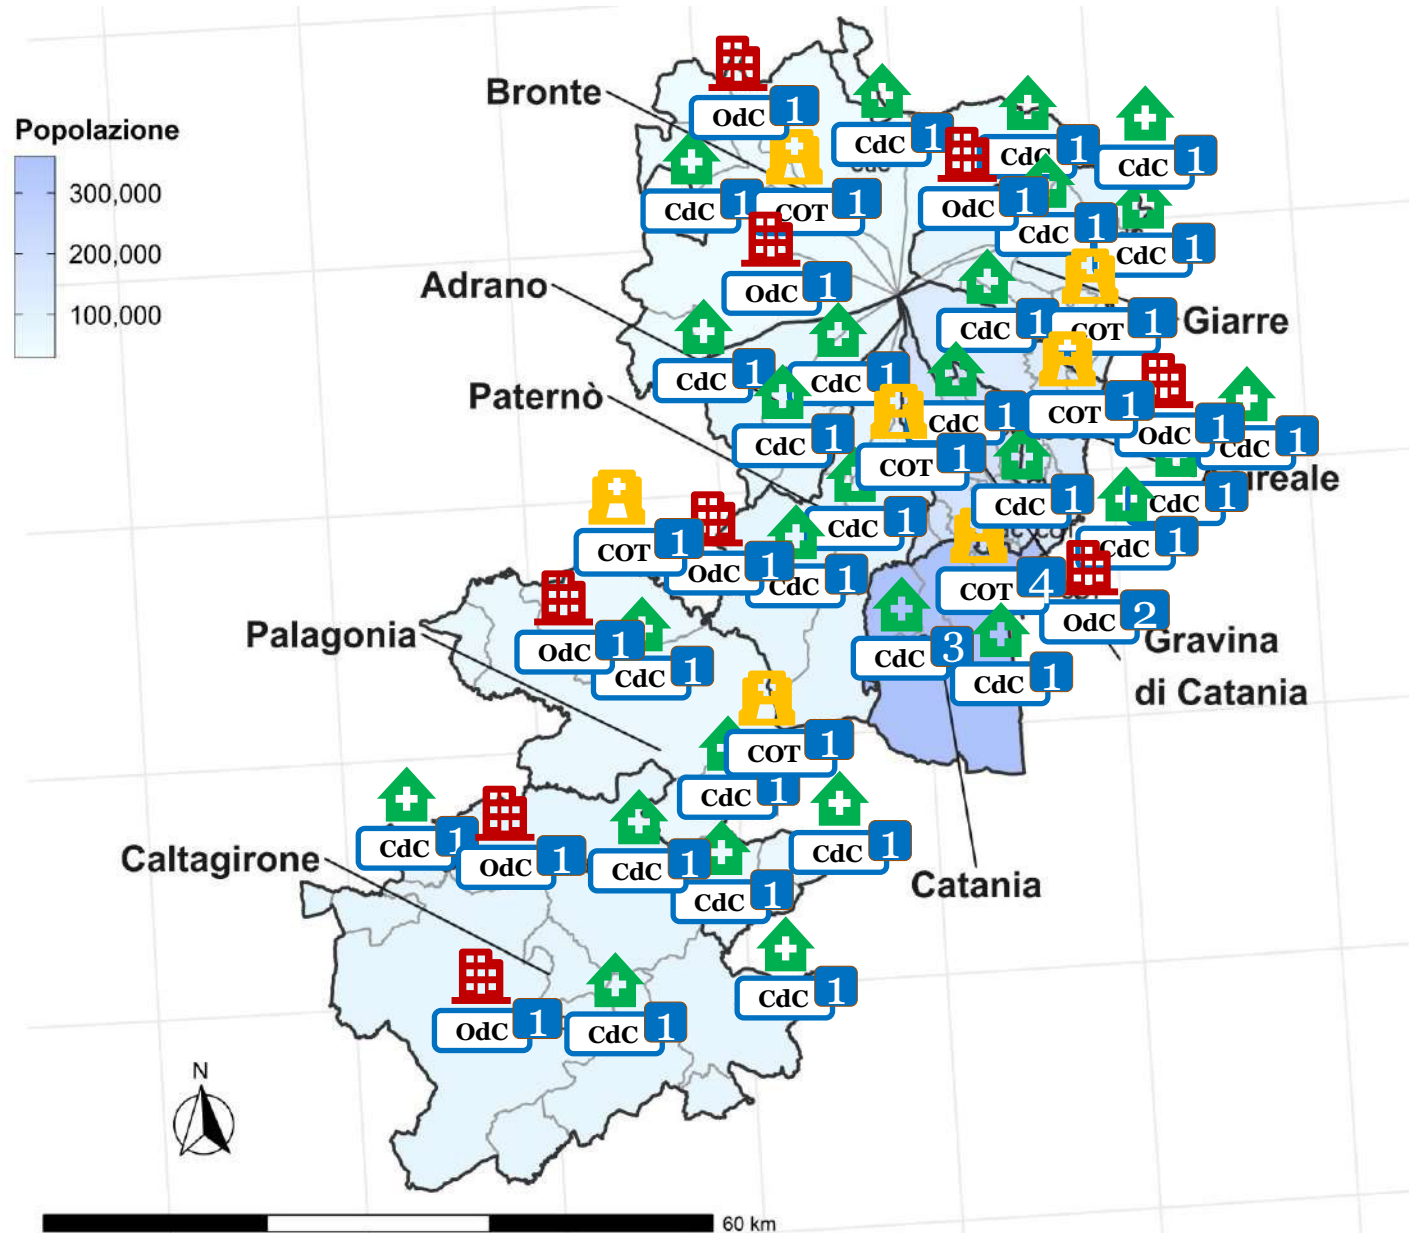 Bronte
OdC 1
CdC 1
CdC 1
CdC 1
Popolazione
300,000
200,000
100,000
CdC 1
COT 1
OdC 1
CdC 1
CdC 1
Adrano
OdC 1
CdC 1
COT 1
Giarre
CdC 1
CdC 1
Paternò
CdC 1
COT 1
OdC 1
CdC 1
CdC 1
COT 1
CdC 1
CdC 1
ureale
CdC 1
COT 1
OdC 1
CdC 1
CdC 1
COT 4
OdC 2
Palagonia
OdC 1
CdC 1
CdC 3
CdC 1
Gravina
di Catania
COT 1
CdC 1
Caltagirone
CdC 1
OdC 1
CdC 1
CdC 1
CdC 1
Catania
CdC 1
OdC 1
CdC 1
N
60 km